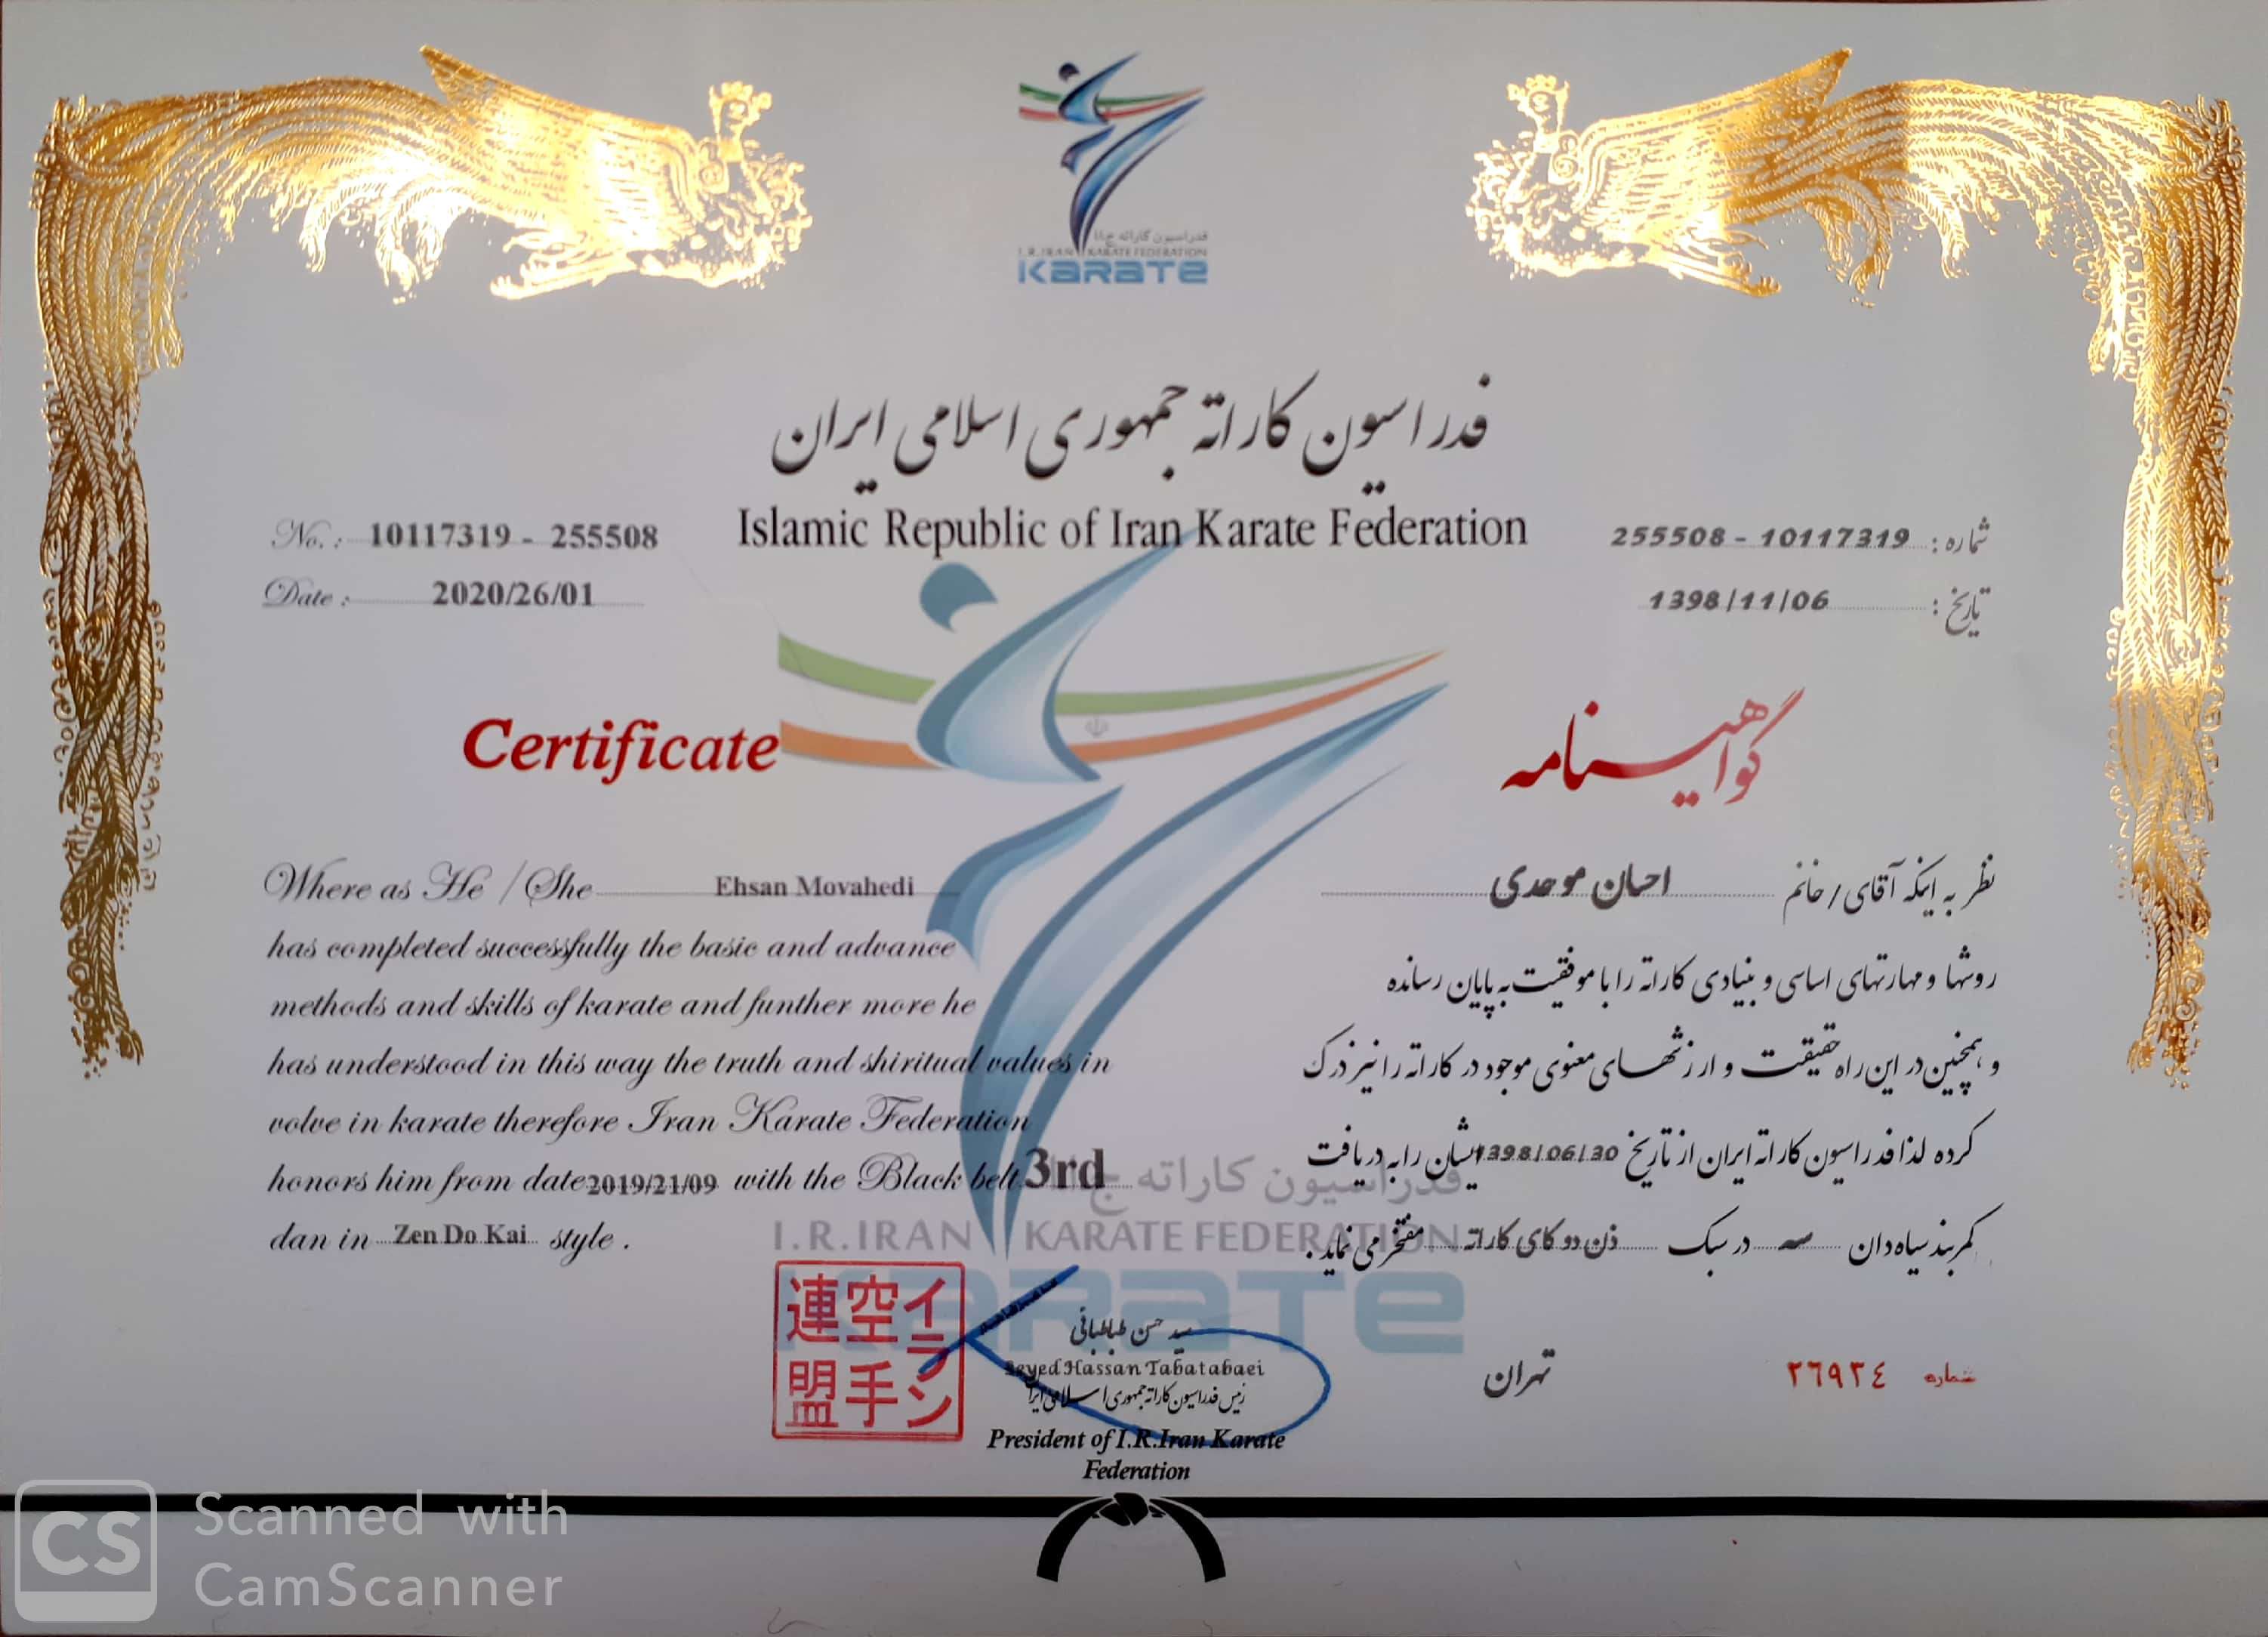 فدراسیون کاراته ج.ا.ا
I.R.IRAN KARATE FEDERATION
KARATE
فدراسیون کاراته جمهوری اسلامی ایران
Islamic Republic of Iran Karate Federation
No. : 10117319 - 255508
Date : 2020/26/01
شماره : 10117319 - 255508
تاریخ : 1398/11/06
Certificate
گواهینامه
Where as He / She Ehsan Movahedi
has completed successfully the basic and advance
methods and skills of karate and funther more he
has understood in this way the truth and shiritual values in
volve in karate therefore Iran Karate Federation
honors him from date 2019/21/09 with the Black belt 3rd
dan in Zen Do Kai style .
نظر به اینکه آقای / خانم احسان موحدی
روشها و مهارتهای اساسی و بنیادی کاراته را با موفقیت به پایان رسانده
و همچنین در این راه حقیقت و ارزشهای معنوی موجود در کاراته را نیز درک
کرده لذا فدراسیون کاراته ایران از تاریخ 1398/06/30 ایشان را به دریافت
کمربند سیاه دان سه در سبک ذن دو کای کاراته مفتخر می نماید .
فدراسیون کاراته ج.ا.ا
I.R.IRAN KARATE FEDERATION
KARATE
イラン
空手
連盟
سید حسن طباطبائی
Seyed Hassan Tabatabaei
رئیس فدراسیون کاراته جمهوری اسلامی ایران
President of I.R.Iran Karate
Federation
تهران
شماره ٢٦٩٢٤
CS
Scanned with
CamScanner